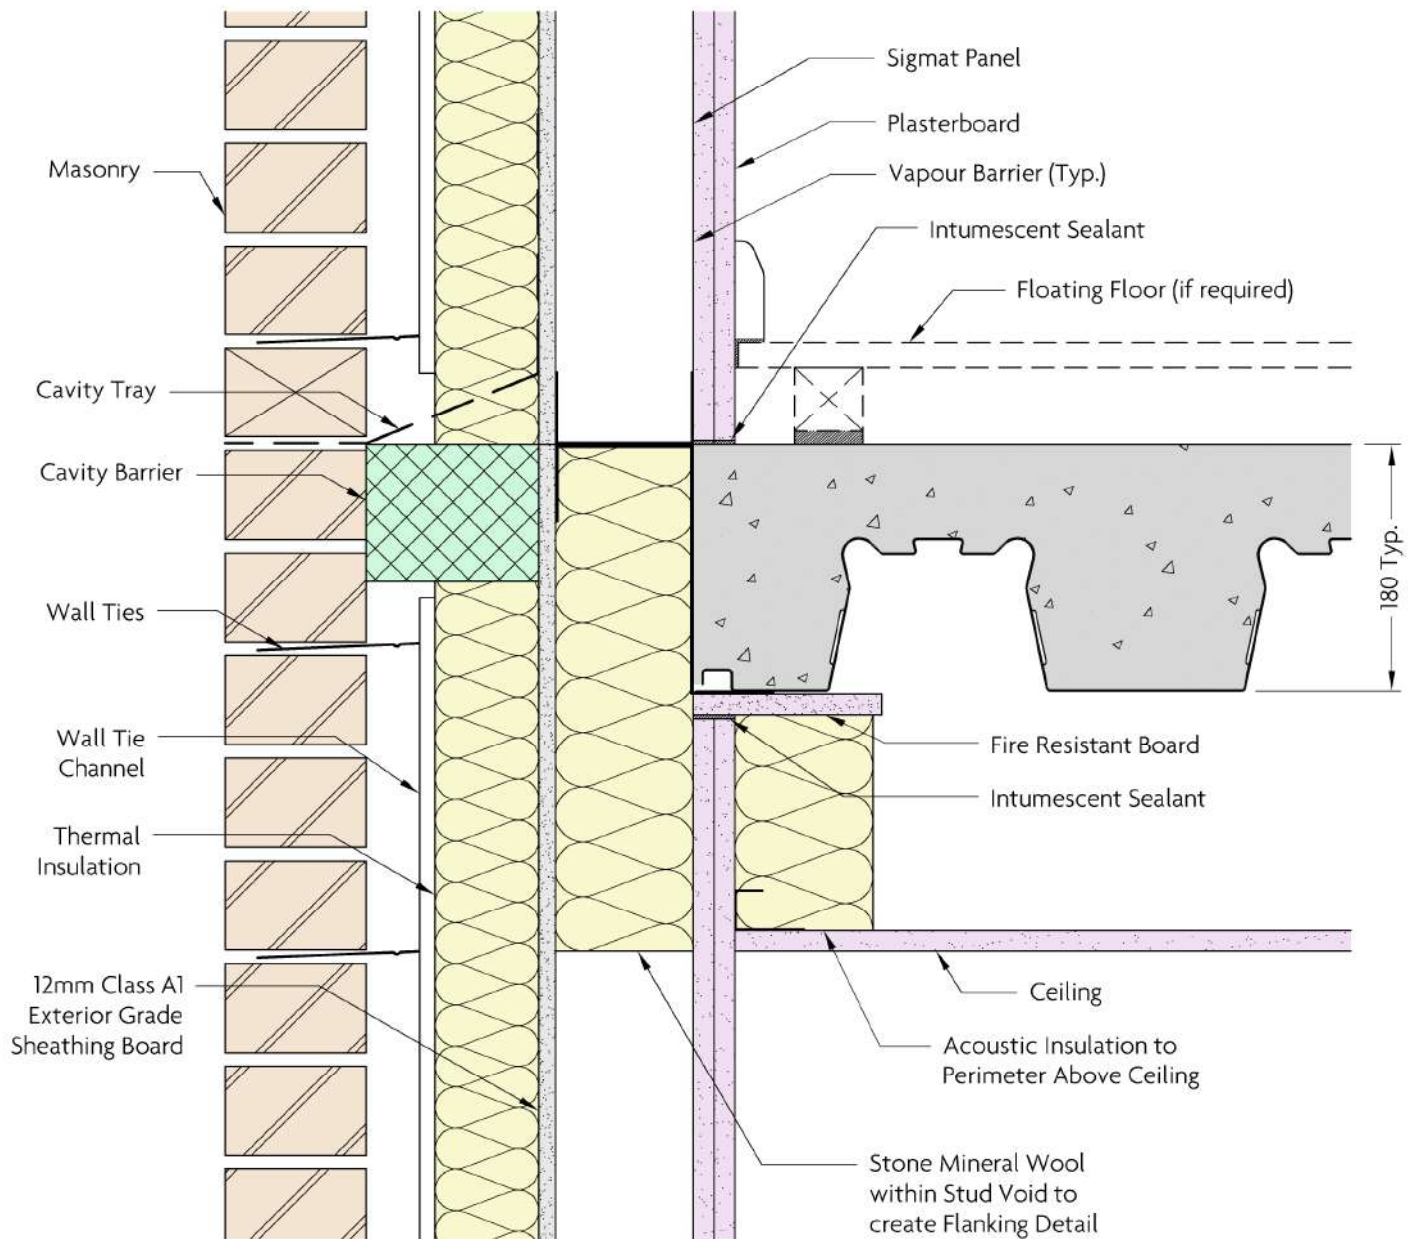 Sigmat Panel
Plasterboard
Masonry
Vapour Barrier (Typ.)
Intumescent Sealant
Floating Floor (if required)
Cavity Tray
Cavity Barrier
180 Typ.
Wall Ties
Wall Tie
Channel
Fire Resistant Board
Intumescent Sealant
Thermal
Insulation
12mm Class A1
Exterior Grade
Sheathing Board
Ceiling
Acoustic Insulation to
Perimeter Above Ceiling
Stone Mineral Wool
within Stud Void to
create Flanking Detail